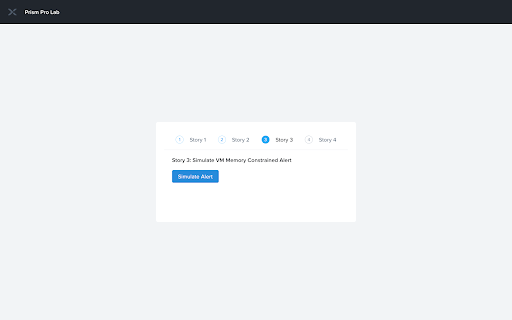 Prism Pro Lab
1 Story 1 2 Story 2 3 Story 3 4 Story 4
Story 3: Simulate VM Memory Constrained Alert
Simulate Alert